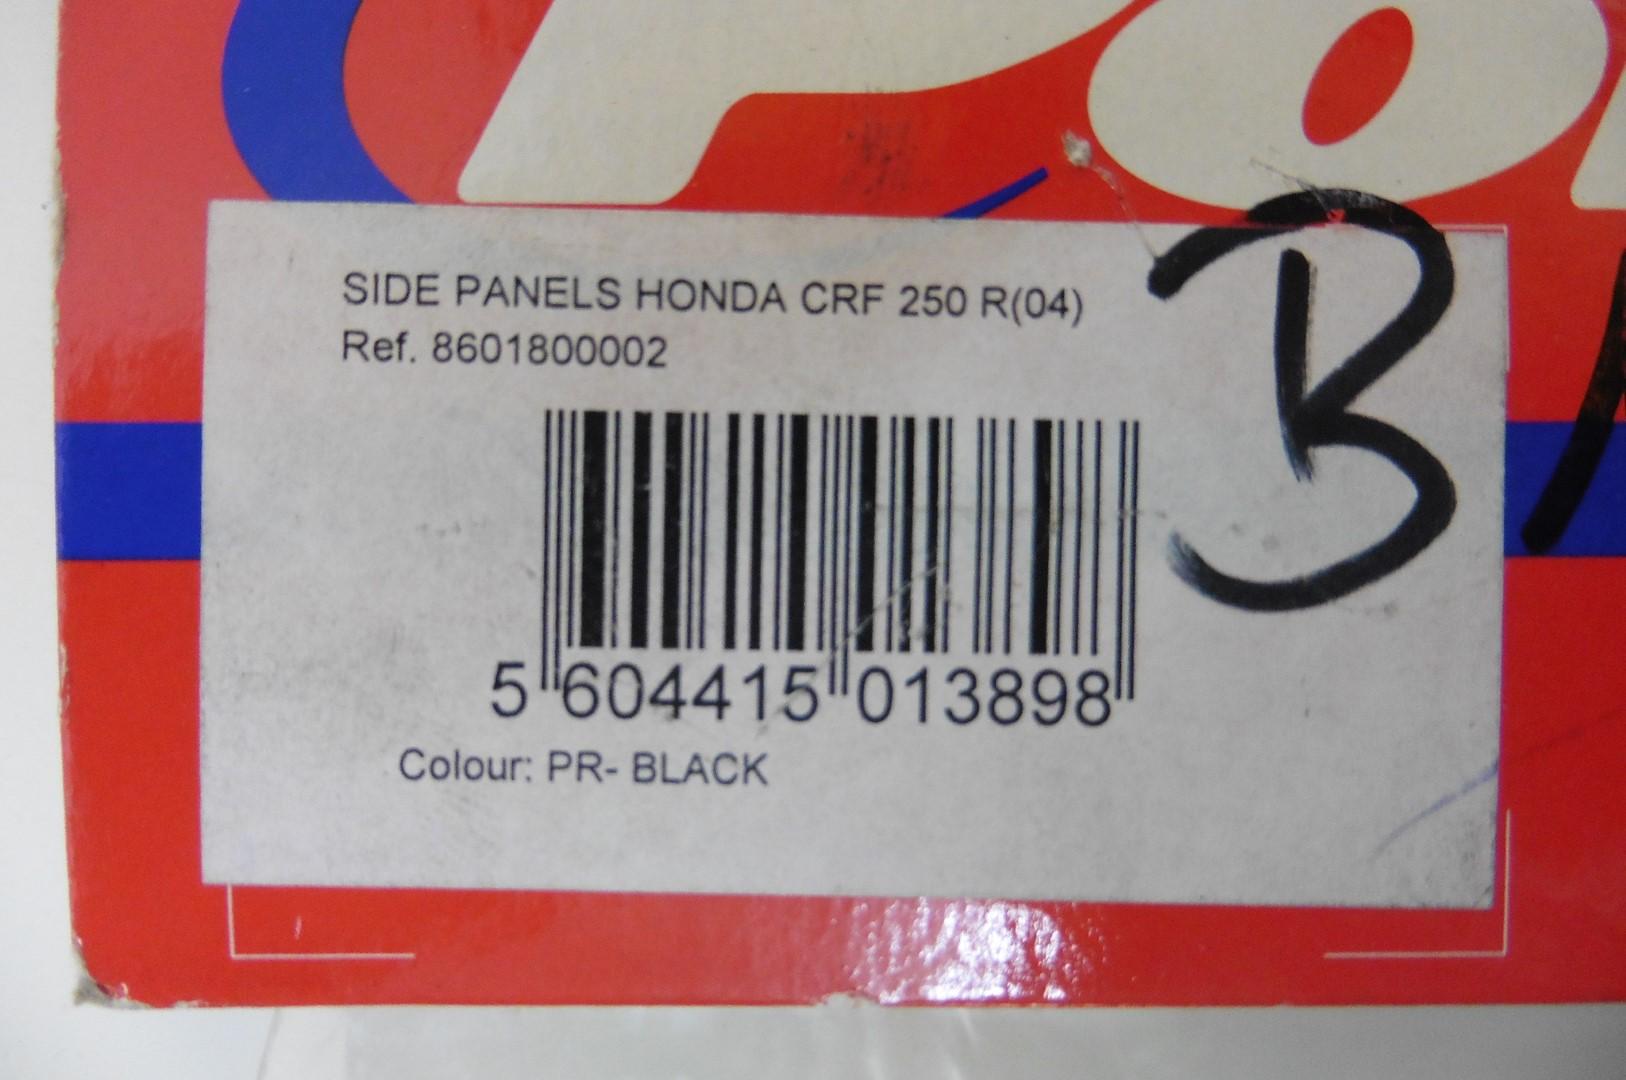 SIDE PANELS HONDA CRF 250 R(04)
Ref. 8601800002
B
5 604415 013898
Colour: PR- BLACK